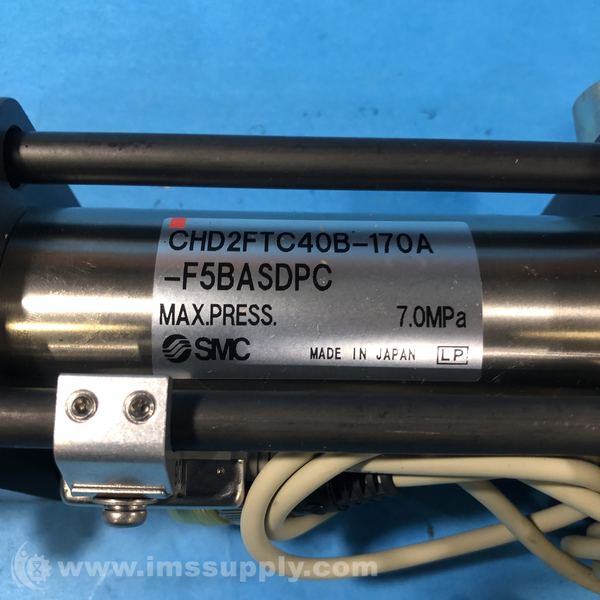 CHD2FTC40B-170A
-F5BASDPC
MAX.PRESS. 7.0MPa
SMC MADE IN JAPAN LP
www.imssupply.com